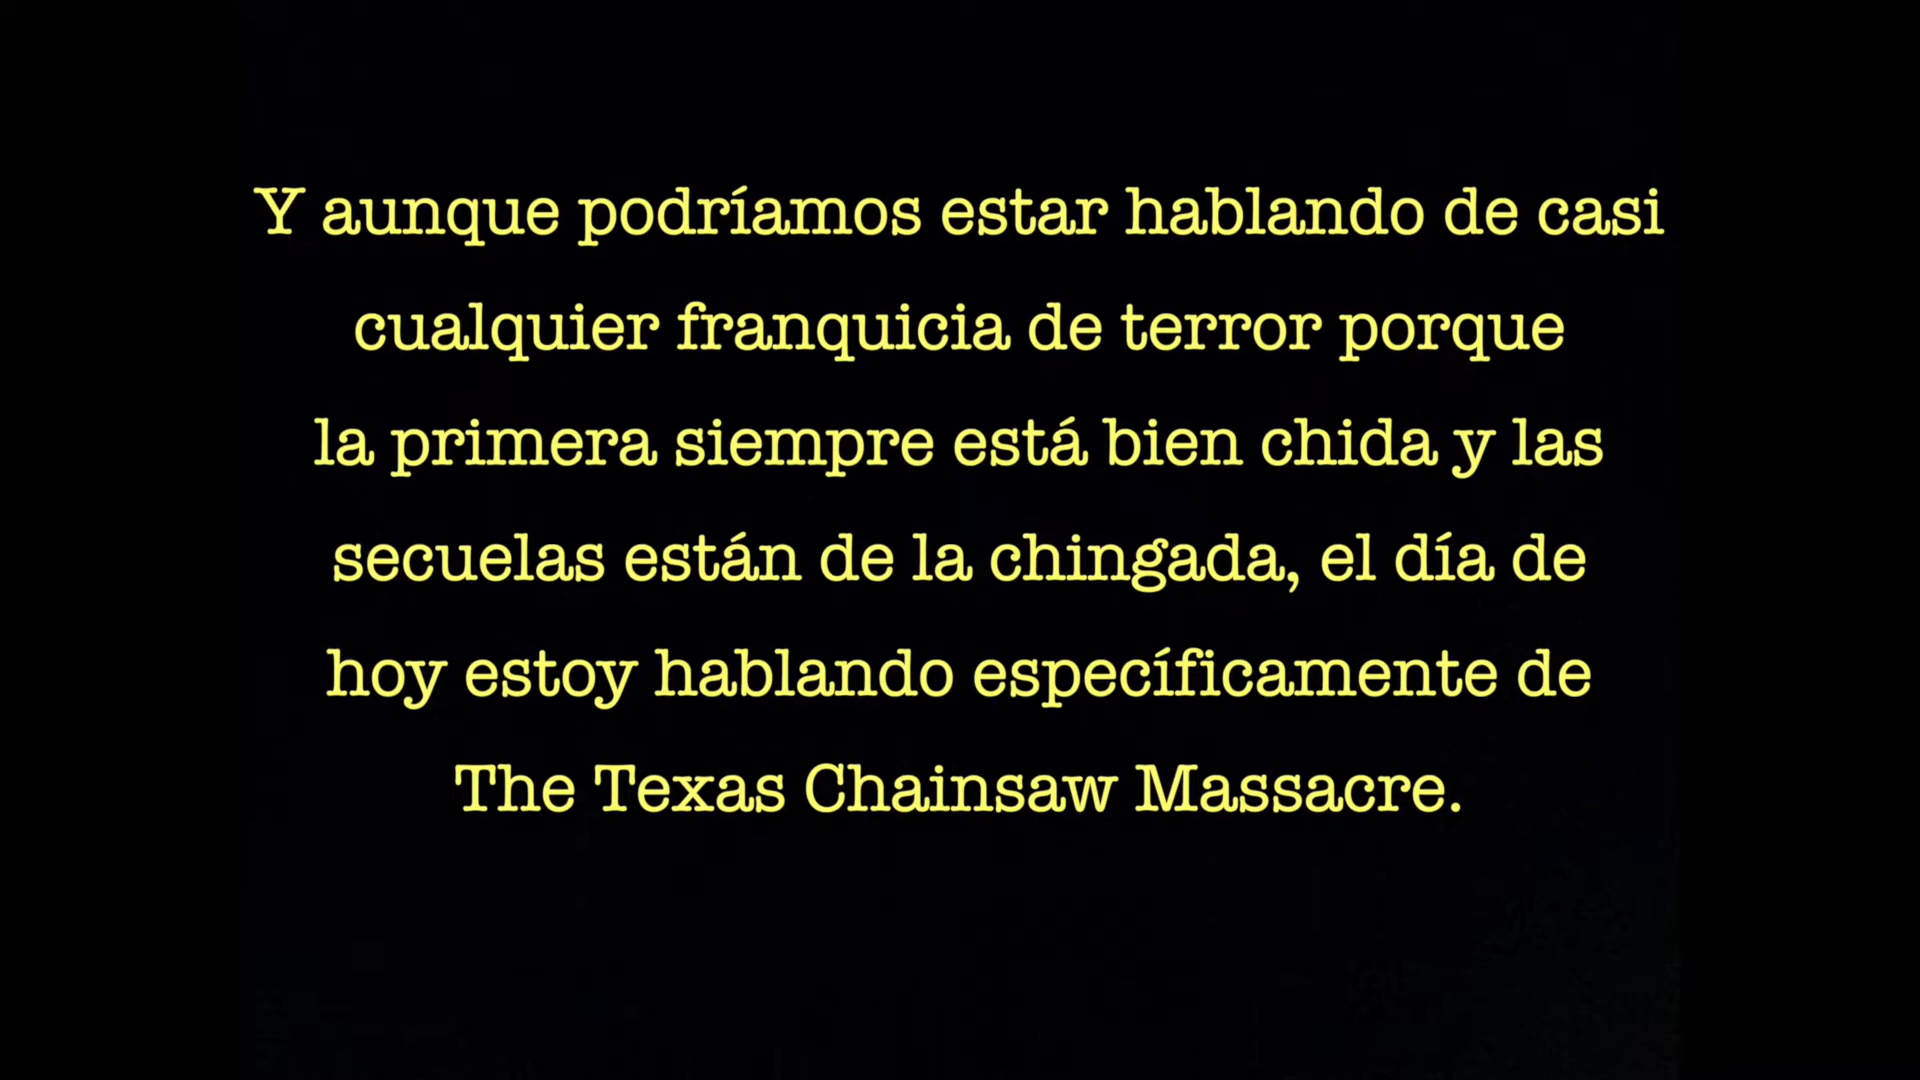 Y aunque podríamos estar hablando de casi
cualquier franquicia de terror porque
la primera siempre está bien chida y las
secuelas están de la chingada, el día de
hoy estoy hablando específicamente de
The Texas Chainsaw Massacre.